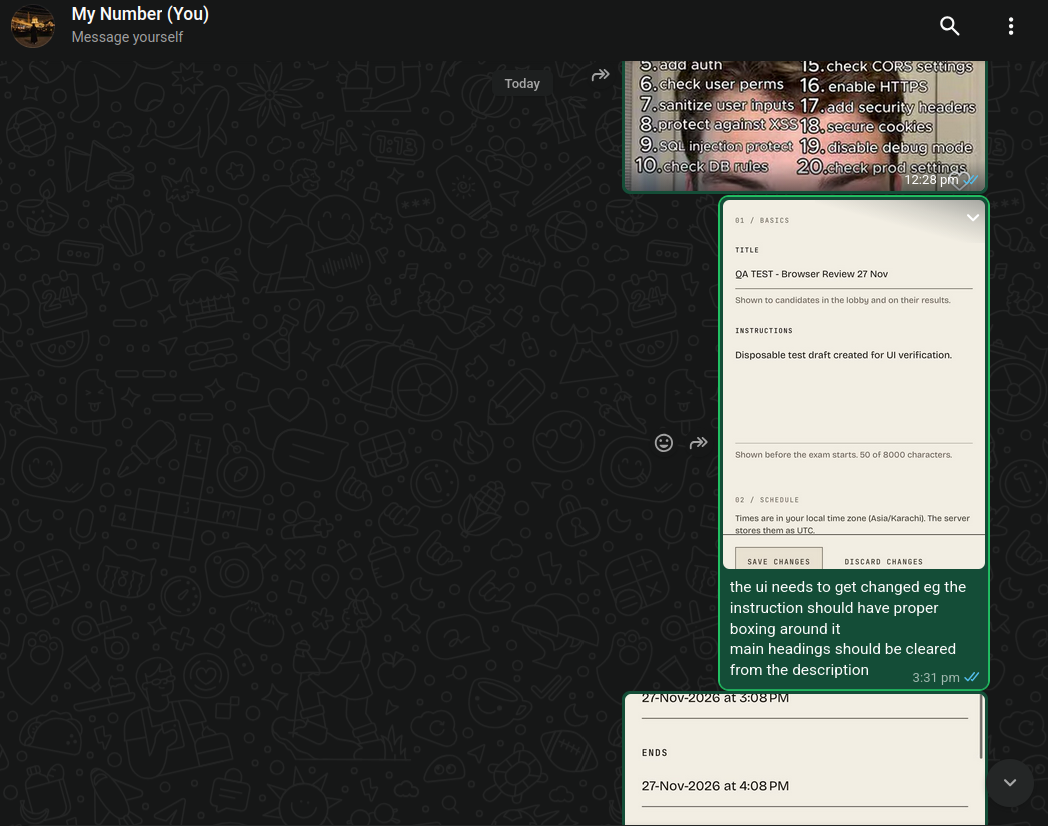 My Number (You)
Message yourself
Today
5. add auth
6. check user perms
7. sanitize user inputs
8. protect against XSS
9. SQL injection protect
10. check DB rules
15. check CORS settings
16. enable HTTPS
17. add security headers
18. secure cookies
19. disable debug mode
20. check prod settings
12:28 pm
01 / BASICS
TITLE
QA TEST - Browser Review 27 Nov
Shown to candidates in the lobby and on their results.
INSTRUCTIONS
Disposable test draft created for UI verification.
Shown before the exam starts. 50 of 8000 characters.
02 / SCHEDULE
Times are in your local time zone (Asia/Karachi). The server
stores them as UTC.
SAVE CHANGES
DISCARD CHANGES
the ui needs to get changed eg the
instruction should have proper
boxing around it
main headings should be cleared
from the description
3:31 pm
27-Nov-2026 at 3:08 PM
ENDS
27-Nov-2026 at 4:08 PM